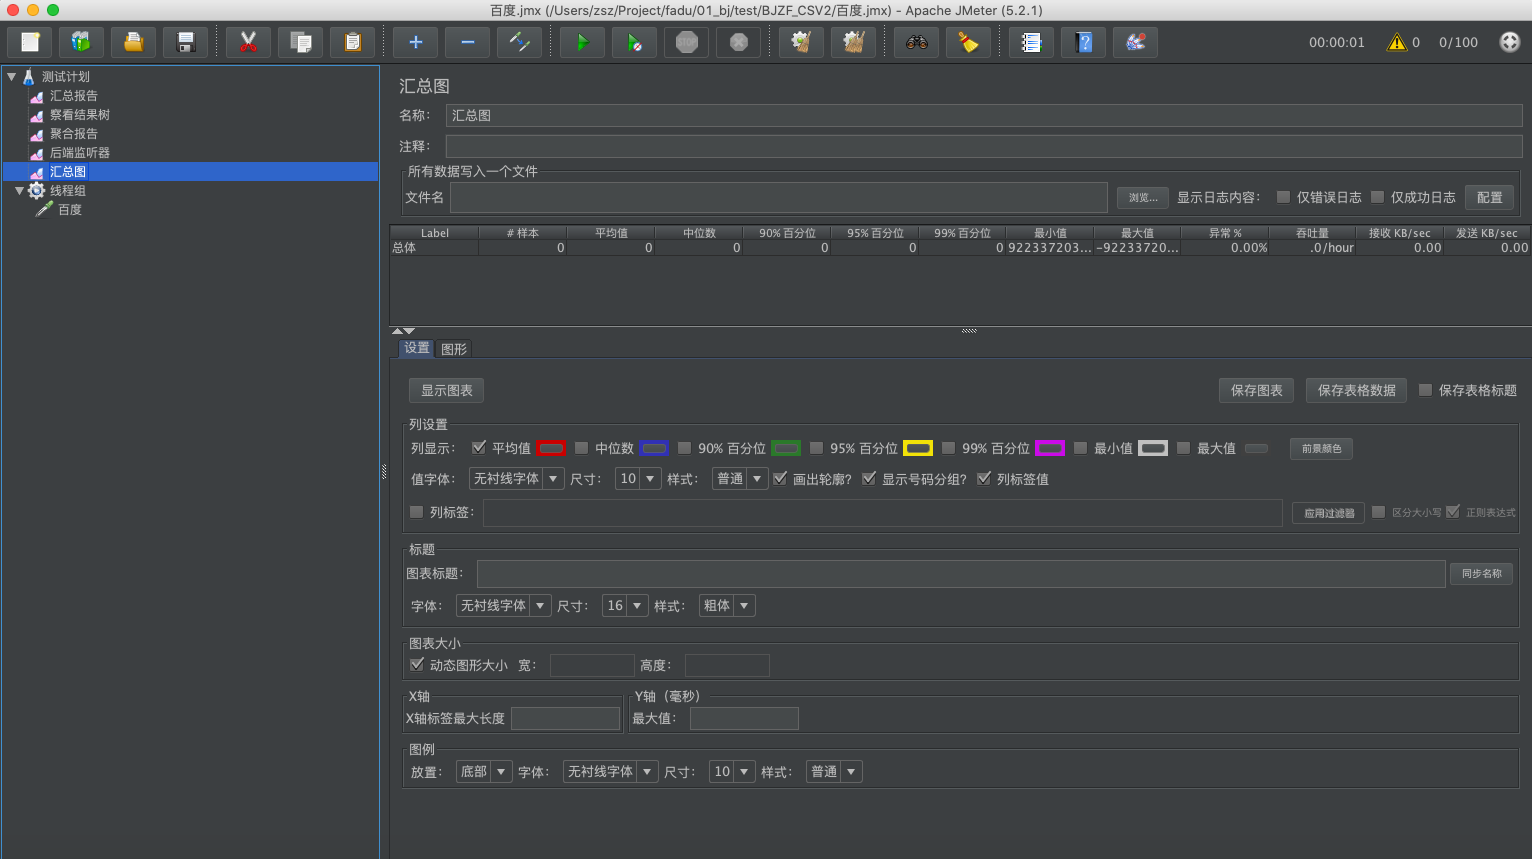 百度.jmx (/Users/zsz/Project/fadu/01_bj/test/BJZF_CSV2/百度.jmx) - Apache JMeter (5.2.1)
STOP
00:00:01 0 0/100
测试计划
汇总报告
察看结果树
聚合报告
后端监听器
汇总图
线程组
百度
汇总图
名称： 汇总图
注释：
所有数据写入一个文件
文件名 浏览... 显示日志内容： 仅错误日志 仅成功日志 配置
Label # 样本 平均值 中位数 90% 百分位 95% 百分位 99% 百分位 最小值 最大值 异常 % 吞吐量 接收 KB/sec 发送 KB/sec
总体 0 0 0 0 0 0 922337203... -92233720... 0.00% .0/hour 0.00 0.00
设置 图形
显示图表 保存图表 保存表格数据 保存表格标题
列设置
列显示： 平均值 中位数 90% 百分位 95% 百分位 99% 百分位 最小值 最大值 前景颜色
值字体： 无衬线字体 尺寸： 10 样式： 普通 画出轮廓? 显示号码分组? 列标签值
列标签： 应用过滤器 区分大小写 正则表达式
标题
图表标题： 同步名称
字体： 无衬线字体 尺寸： 16 样式： 粗体
图表大小
动态图形大小 宽： 高度：
X轴 Y轴（毫秒）
X轴标签最大长度 最大值：
图例
放置： 底部 字体： 无衬线字体 尺寸： 10 样式： 普通